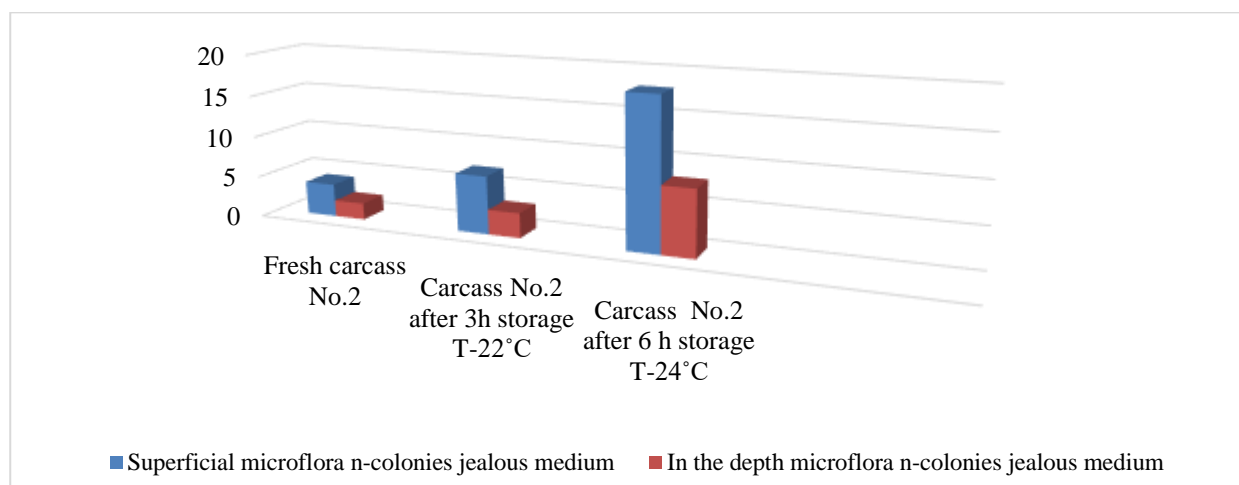 20
15
10
5
0
Fresh carcass
No.2
Carcass No.2
after 3h storage
T-22˚C
Carcass No.2
after 6 h storage
T-24˚C
Superficial microflora n-colonies jealous medium
In the depth microflora n-colonies jealous medium